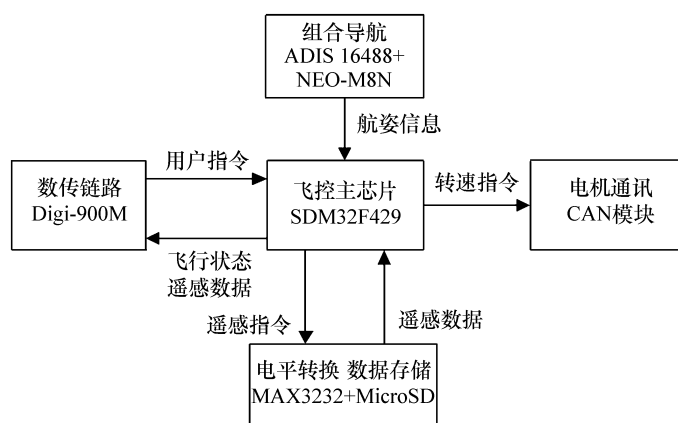 组合导航
ADIS 16488+
NEO-M8N
航姿信息
用户指令
转速指令
数传链路
Digi-900M
飞控主芯片
SDM32F429
电机通讯
CAN模块
飞行状态
遥感数据
遥感指令
遥感数据
电平转换 数据存储
MAX3232+MicroSD